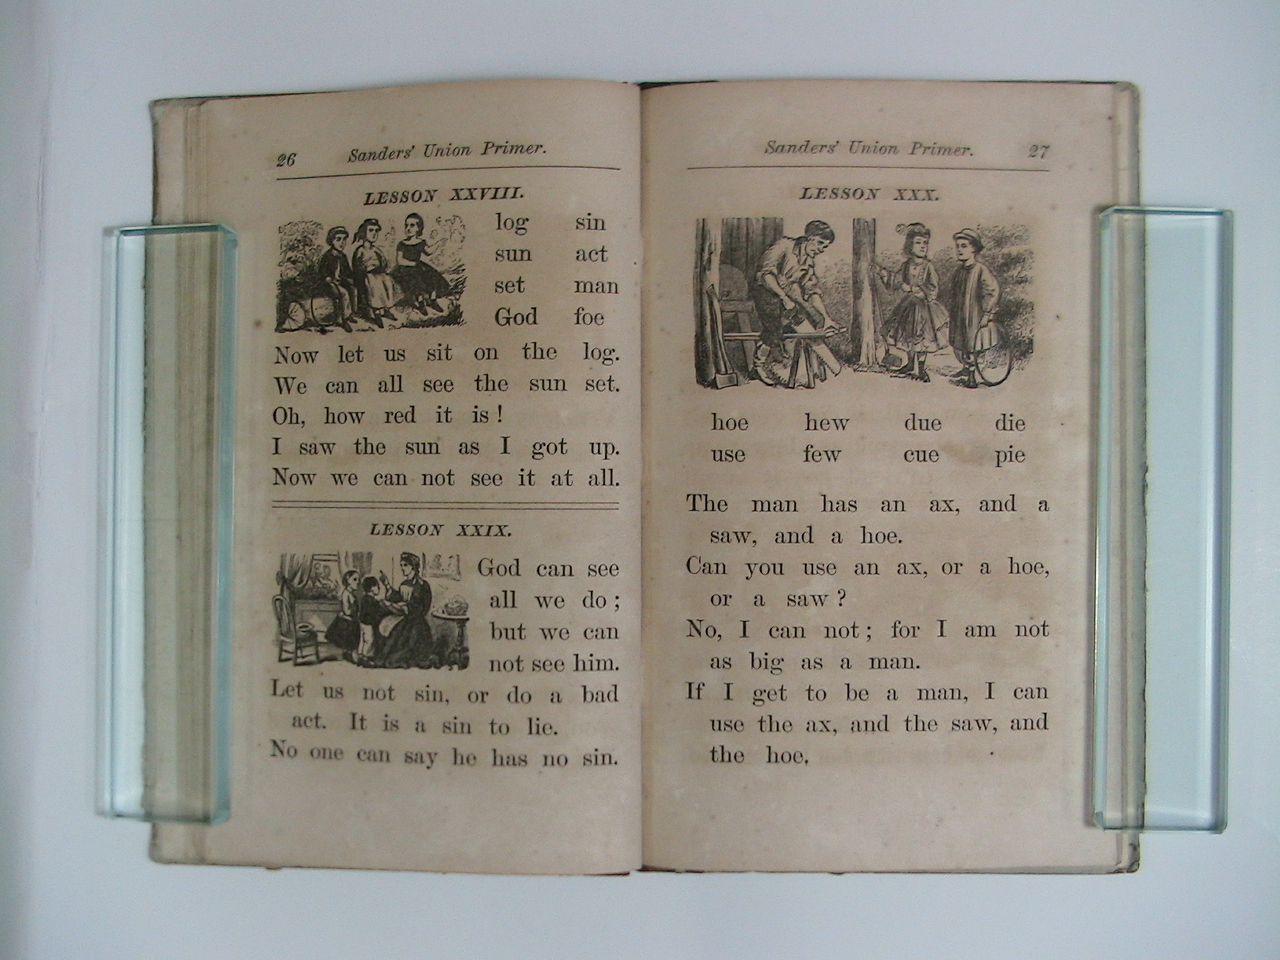 26 Sanders' Union Primer.
LESSON XXVIII.
log sin
sun act
set man
God foe
Now let us sit on the log.
We can all see the sun set.
Oh, how red it is!
I saw the sun as I got up.
Now we can not see it at all.
LESSON XXIX.
God can see
all we do;
but we can
not see him.
Let us not sin, or do a bad
act. It is a sin to lie.
No one can say he has no sin.
Sanders' Union Primer. 27
LESSON XXX.
hoe hew due die
use few cue pie
The man has an ax, and a
saw, and a hoe.
Can you use an ax, or a hoe,
or a saw?
No, I can not; for I am not
as big as a man.
If I get to be a man, I can
use the ax, and the saw, and
the hoe.